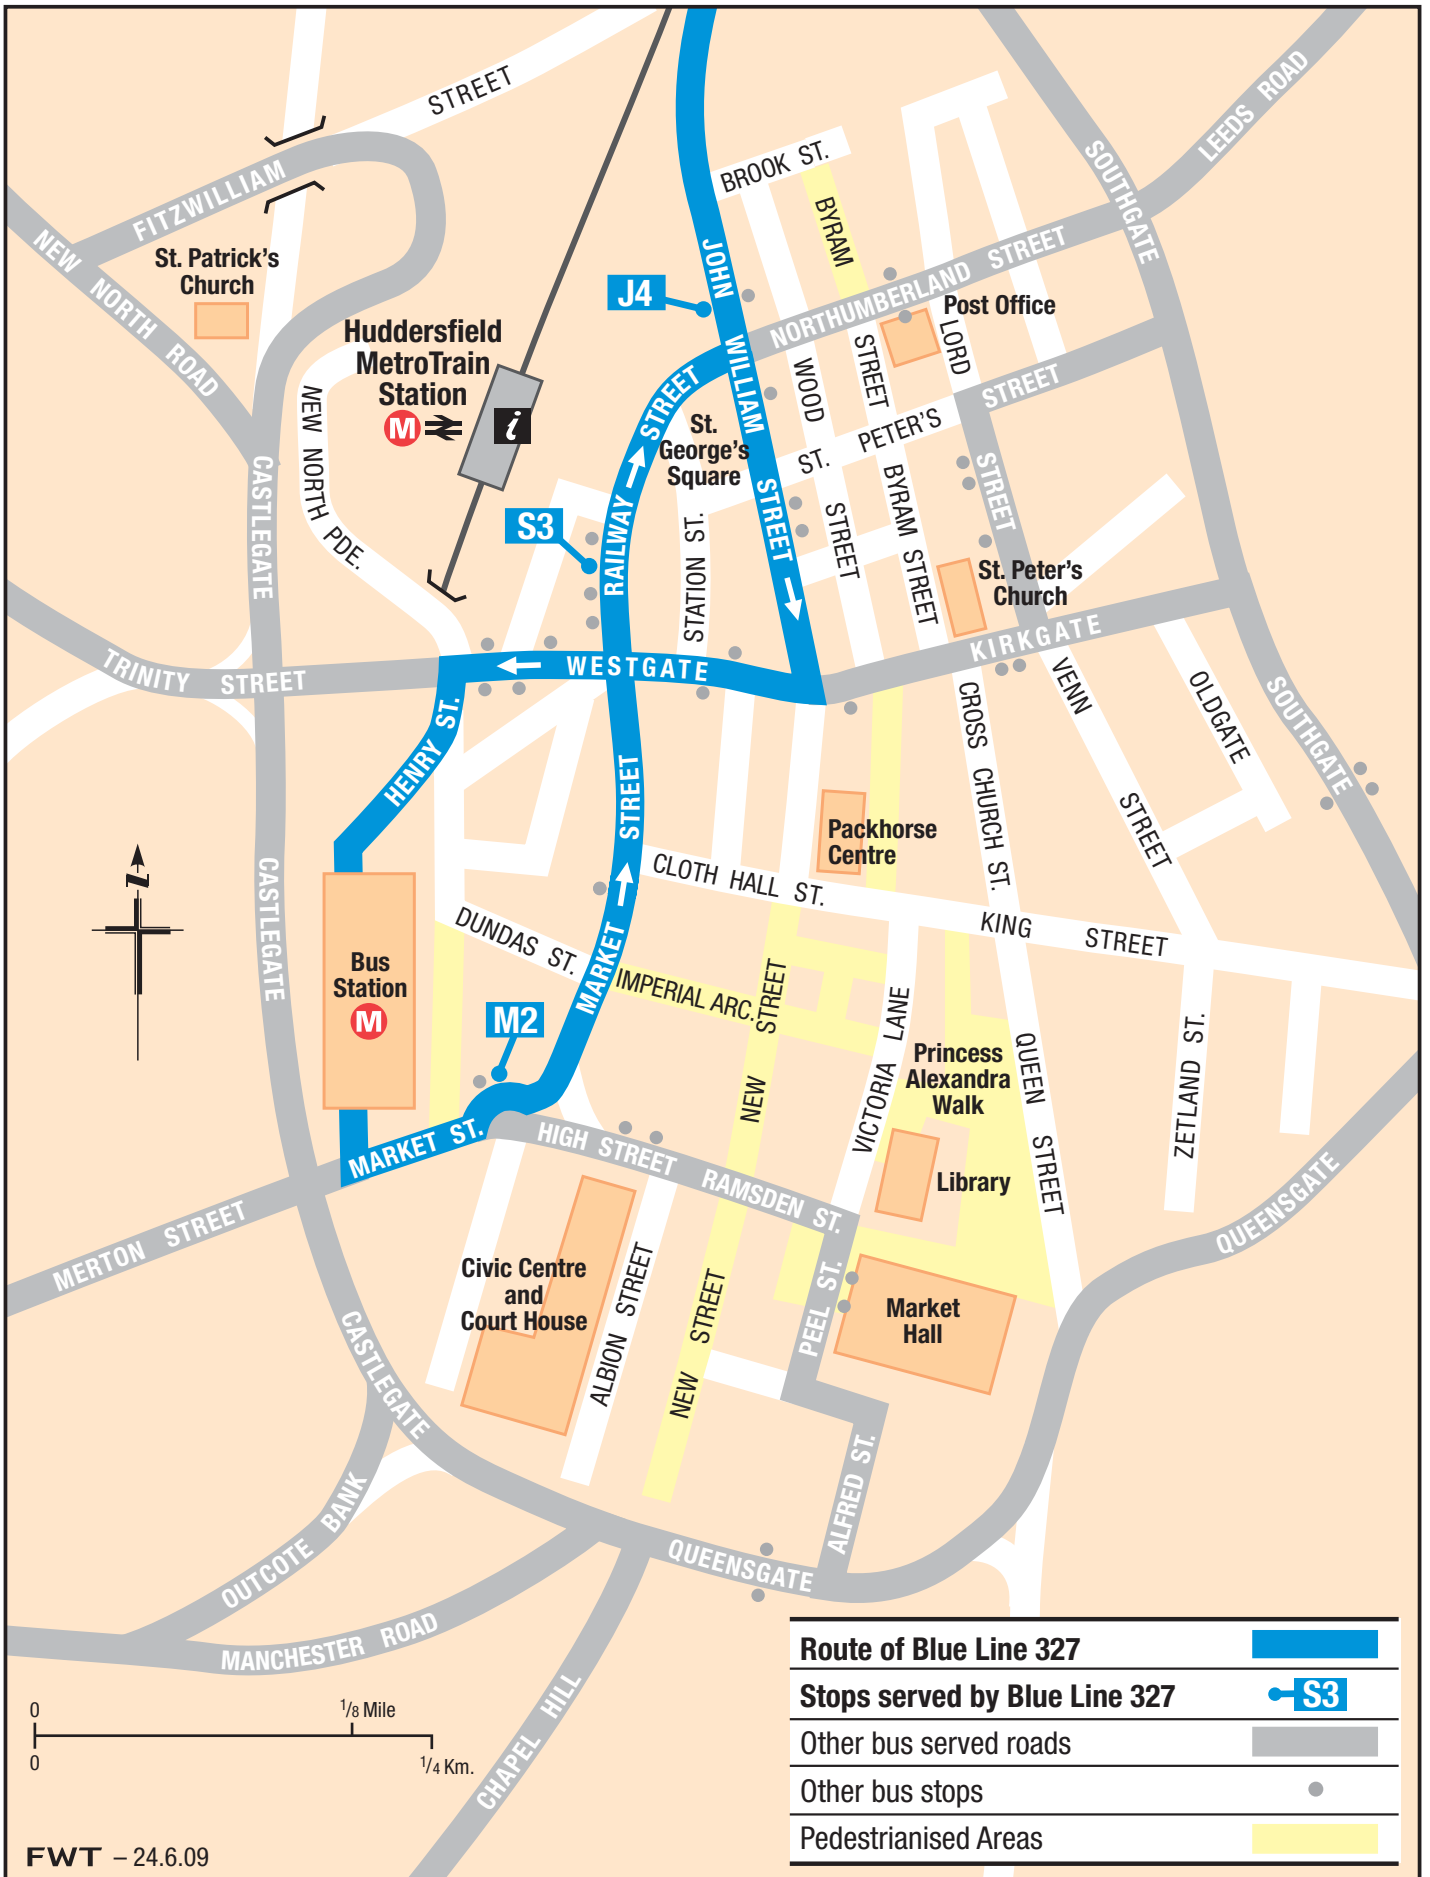 STREET
FITZWILLIAM
NEW NORTH ROAD
St. Patrick's
Church
BROOK ST.
BYRAM
STREET
SOUTHGATE
LEEDS ROAD
JOHN
WILLIAM
STREET
J4
NORTHUMBERLAND STREET
Post Office
Huddersfield
MetroTrain
Station
M
i
NEW NORTH PDE.
CASTLEGATE
RAILWAY STREET
St.
George's
Square
WOOD
STREET
LORD
STREET
ST. PETER'S STREET
BYRAM STREET
S3
STATION ST.
St. Peter's
Church
KIRKGATE
TRINITY STREET
WESTGATE
HENRY ST.
VENN
STREET
OLDGATE
SOUTHGATE
CROSS CHURCH ST.
MARKET STREET
Packhorse
Centre
CLOTH HALL ST.
KING STREET
CASTLEGATE
n
DUNDAS ST.
IMPERIAL ARC.
NEW STREET
VICTORIA LANE
Bus
Station
M
M2
Princess
Alexandra
Walk
QUEEN STREET
ZETLAND ST.
MARKET ST.
HIGH STREET
RAMSDEN ST.
Library
MERTON STREET
QUEENSGATE
Civic Centre
and
Court House
ALBION STREET
NEW STREET
PEEL ST.
Market
Hall
CASTLEGATE
ALFRED ST.
OUTCOTE BANK
MANCHESTER ROAD
QUEENSGATE
CHAPEL HILL
0 1/8 Mile
0 1/4 Km.
FWT – 24.6.09
Route of Blue Line 327
Stops served by Blue Line 327 S3
Other bus served roads
Other bus stops
Pedestrianised Areas